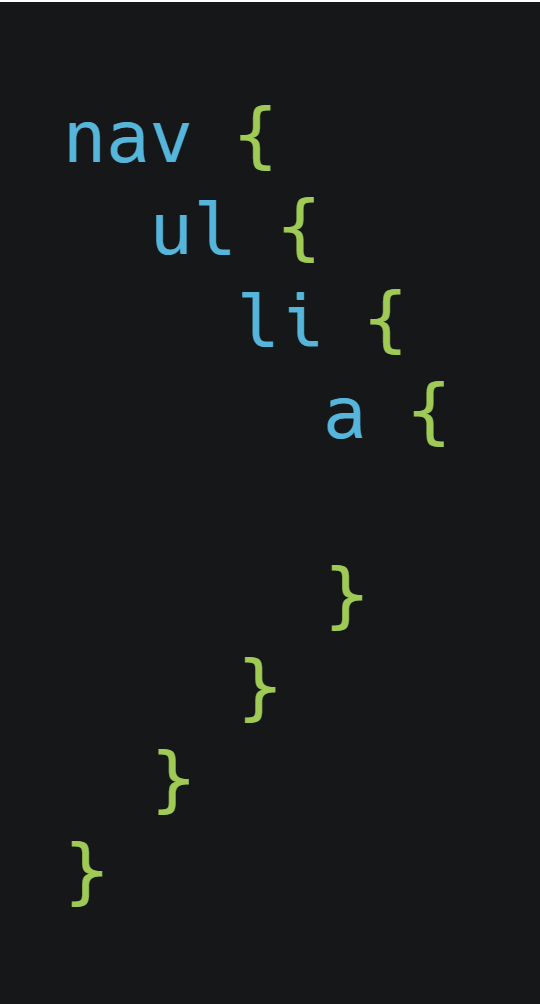 nav {
  ul {
    li {
      a {

      }
    }
  }
}